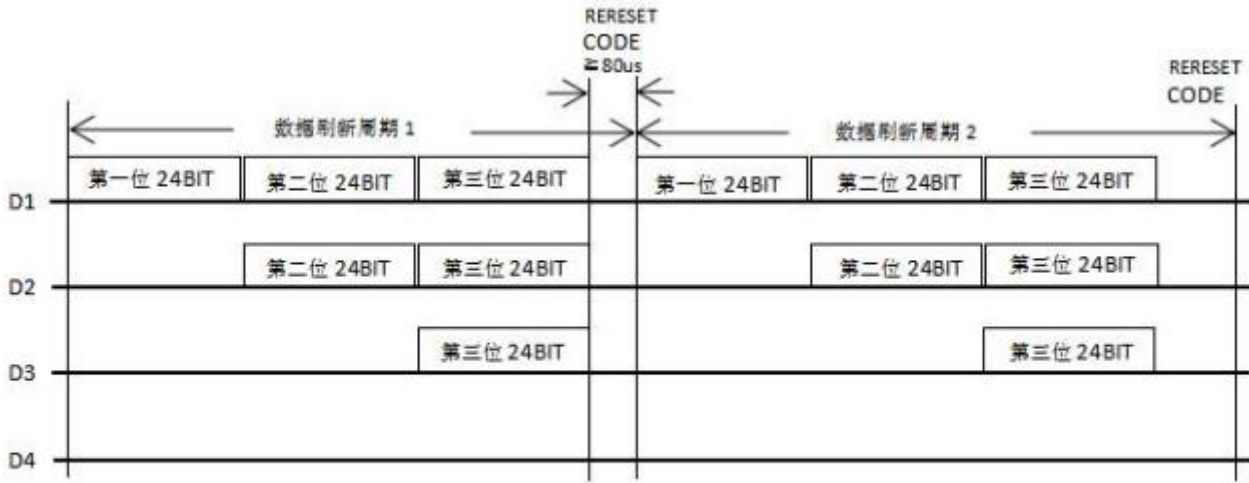 RERESET
CODE
≥80us
RERESET
CODE
数据刷新周期 1
数据刷新周期 2
第一位 24BIT
第二位 24BIT
第三位 24BIT
第一位 24BIT
第二位 24BIT
第三位 24BIT
D1
第二位 24BIT
第三位 24BIT
第二位 24BIT
第三位 24BIT
D2
第三位 24BIT
第三位 24BIT
D3
D4